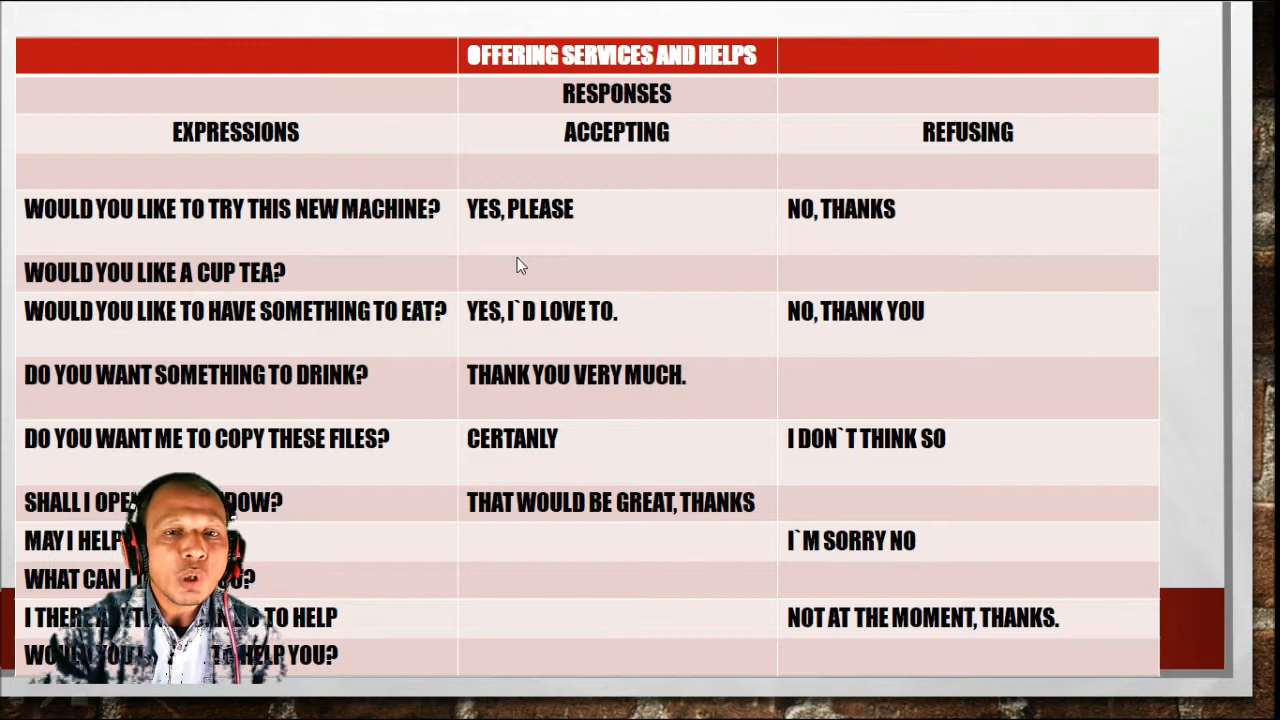 OFFERING SERVICES AND HELPS
RESPONSES
EXPRESSIONS ACCEPTING REFUSING
WOULD YOU LIKE TO TRY THIS NEW MACHINE? YES, PLEASE NO, THANKS
WOULD YOU LIKE A CUP TEA?
WOULD YOU LIKE TO HAVE SOMETHING TO EAT? YES, I`D LOVE TO. NO, THANK YOU
DO YOU WANT SOMETHING TO DRINK? THANK YOU VERY MUCH.
DO YOU WANT ME TO COPY THESE FILES? CERTANLY I DON`T THINK SO
SHALL I THAT WOULD BE GREAT, THANKS
MAY I HELP I`M SORRY NO
WHAT CAN I
I TO HELP NOT AT THE MOMENT, THANKS.
HELP YOU?